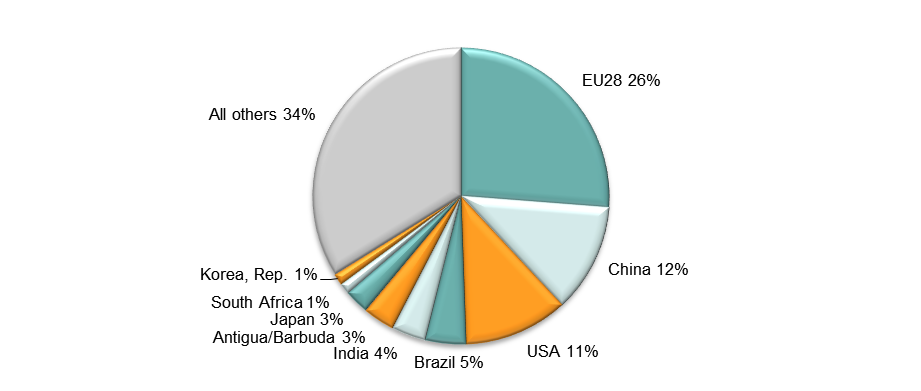 EU28 26%
China 12%
USA 11%
Brazil 5%
India 4%
Antigua/Barbuda 3%
Japan 3%
South Africa 1%
Korea, Rep. 1%
All others 34%